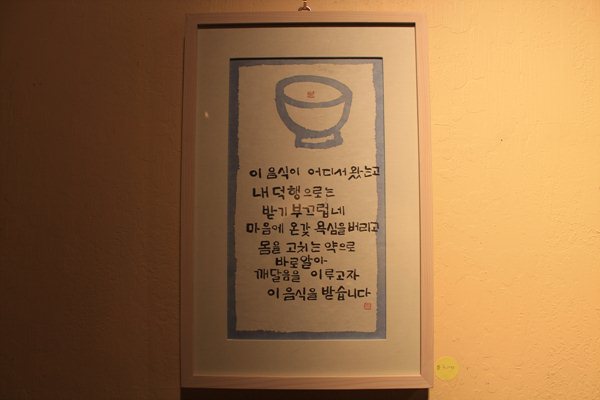 이 음식이 어디서 왔는고
내 덕행으로는
받기 부끄럽네
마음에 온갖 욕심을 버리고
몸을 고치는 약으로
바로알아
깨달음을 이루고자
이 음식을 받습니다